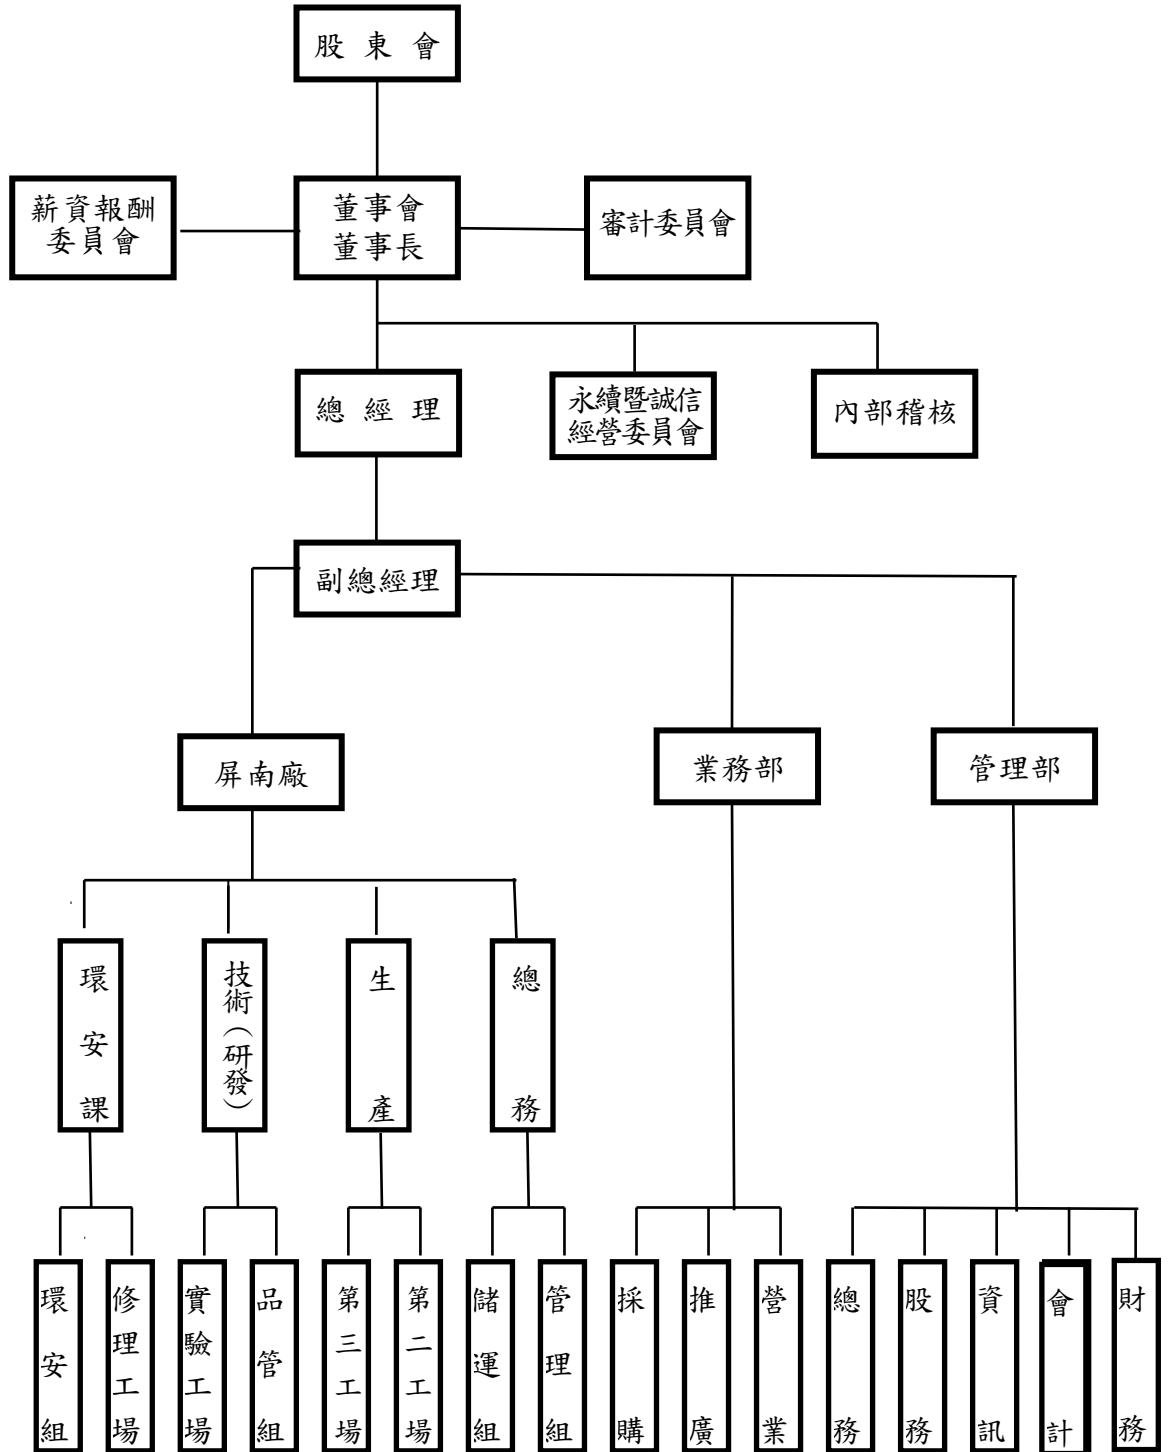 股東會
薪資報酬
委員會
董事會
董事長
審計委員會
總經理
永續暨誠信
經營委員會
內部稽核
副總經理
屏南廠
業務部
管理部
環安課
技術(研發)
生產
總務
環安組
修理工場
實驗工場
品管組
第三工場
第二工場
儲運組
管理組
採購
推廣
營業
總務
股務
資訊
會計
財務